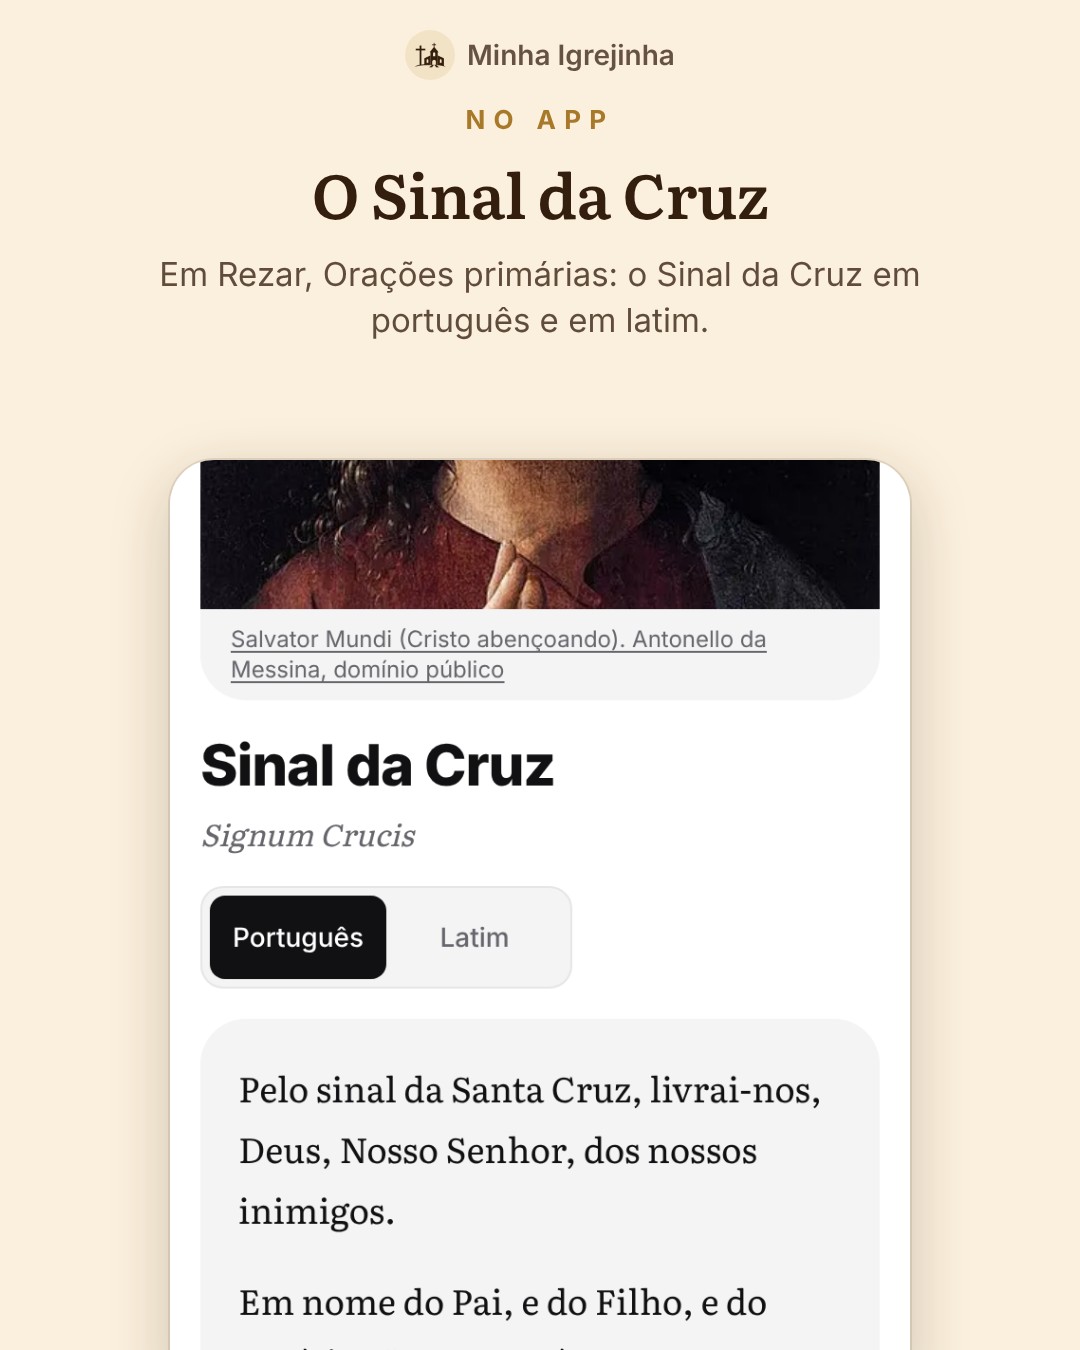 Minha Igrejinha
NO APP
O Sinal da Cruz
Em Rezar, Orações primárias: o Sinal da Cruz em
português e em latim.
Salvator Mundi (Cristo abençoando). Antonello da
Messina, domínio público
Sinal da Cruz
Signum Crucis
Português
Latim
Pelo sinal da Santa Cruz, livrai-nos,
Deus, Nosso Senhor, dos nossos
inimigos.
Em nome do Pai, e do Filho, e do